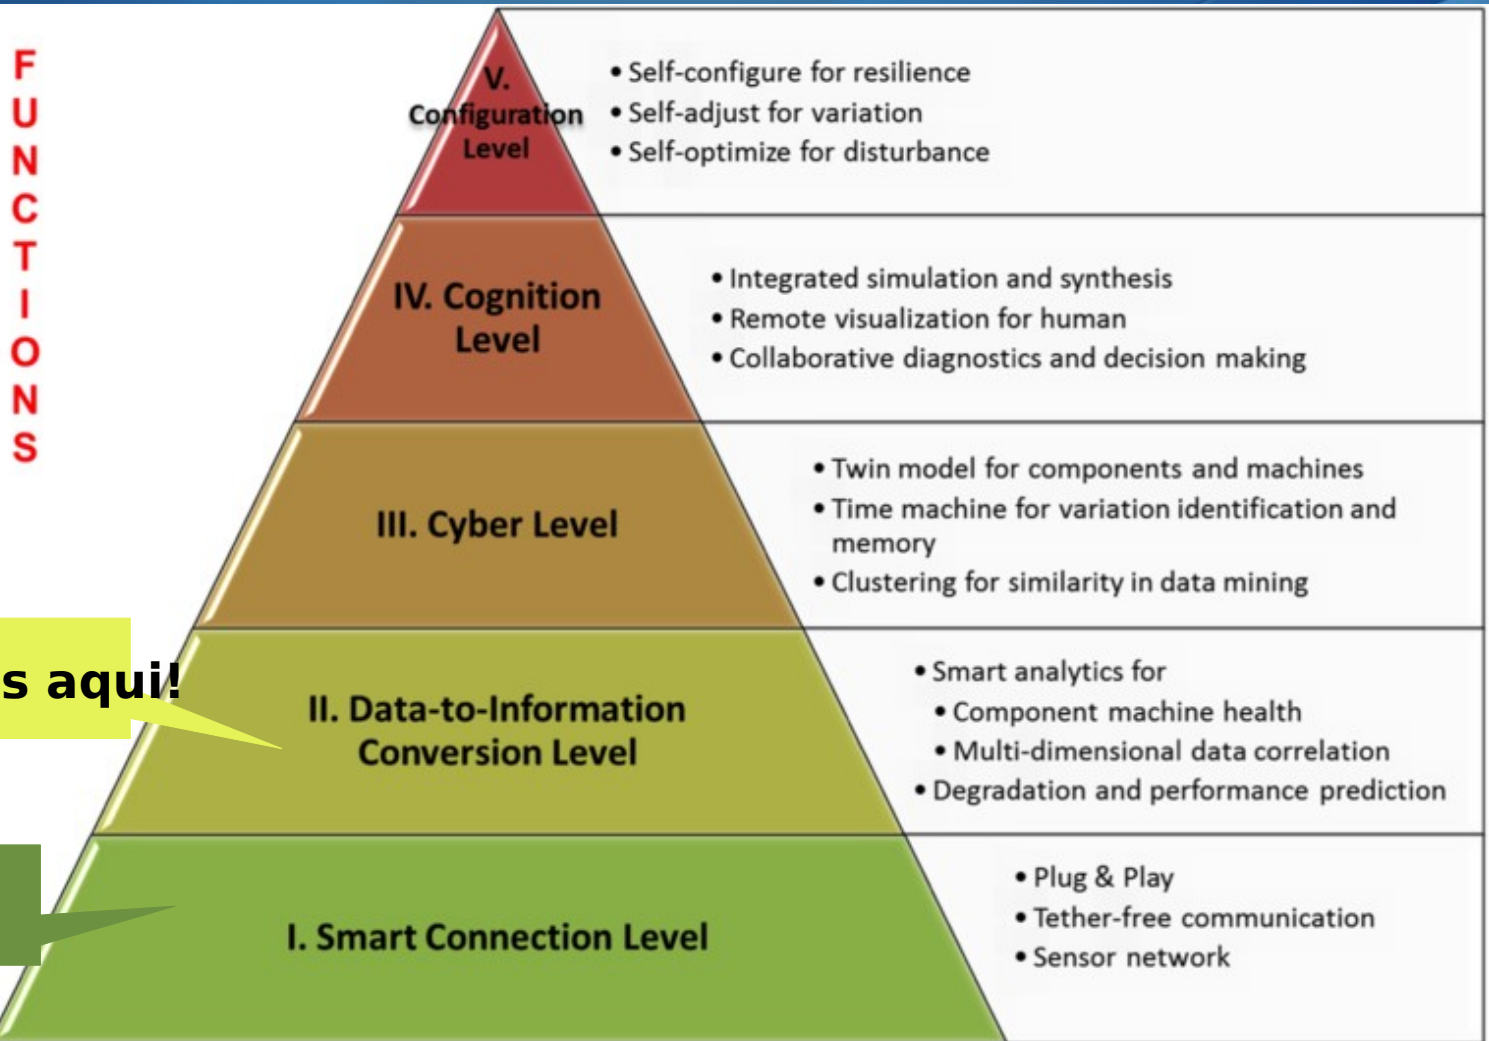 FUNCTIONS
V.
Configuration
Level
• Self-configure for resilience
• Self-adjust for variation
• Self-optimize for disturbance
IV. Cognition
Level
• Integrated simulation and synthesis
• Remote visualization for human
• Collaborative diagnostics and decision making
III. Cyber Level
• Twin model for components and machines
• Time machine for variation identification and
memory
• Clustering for similarity in data mining
s aqui!
II. Data-to-Information
Conversion Level
• Smart analytics for
• Component machine health
• Multi-dimensional data correlation
• Degradation and performance prediction
I. Smart Connection Level
• Plug & Play
• Tether-free communication
• Sensor network